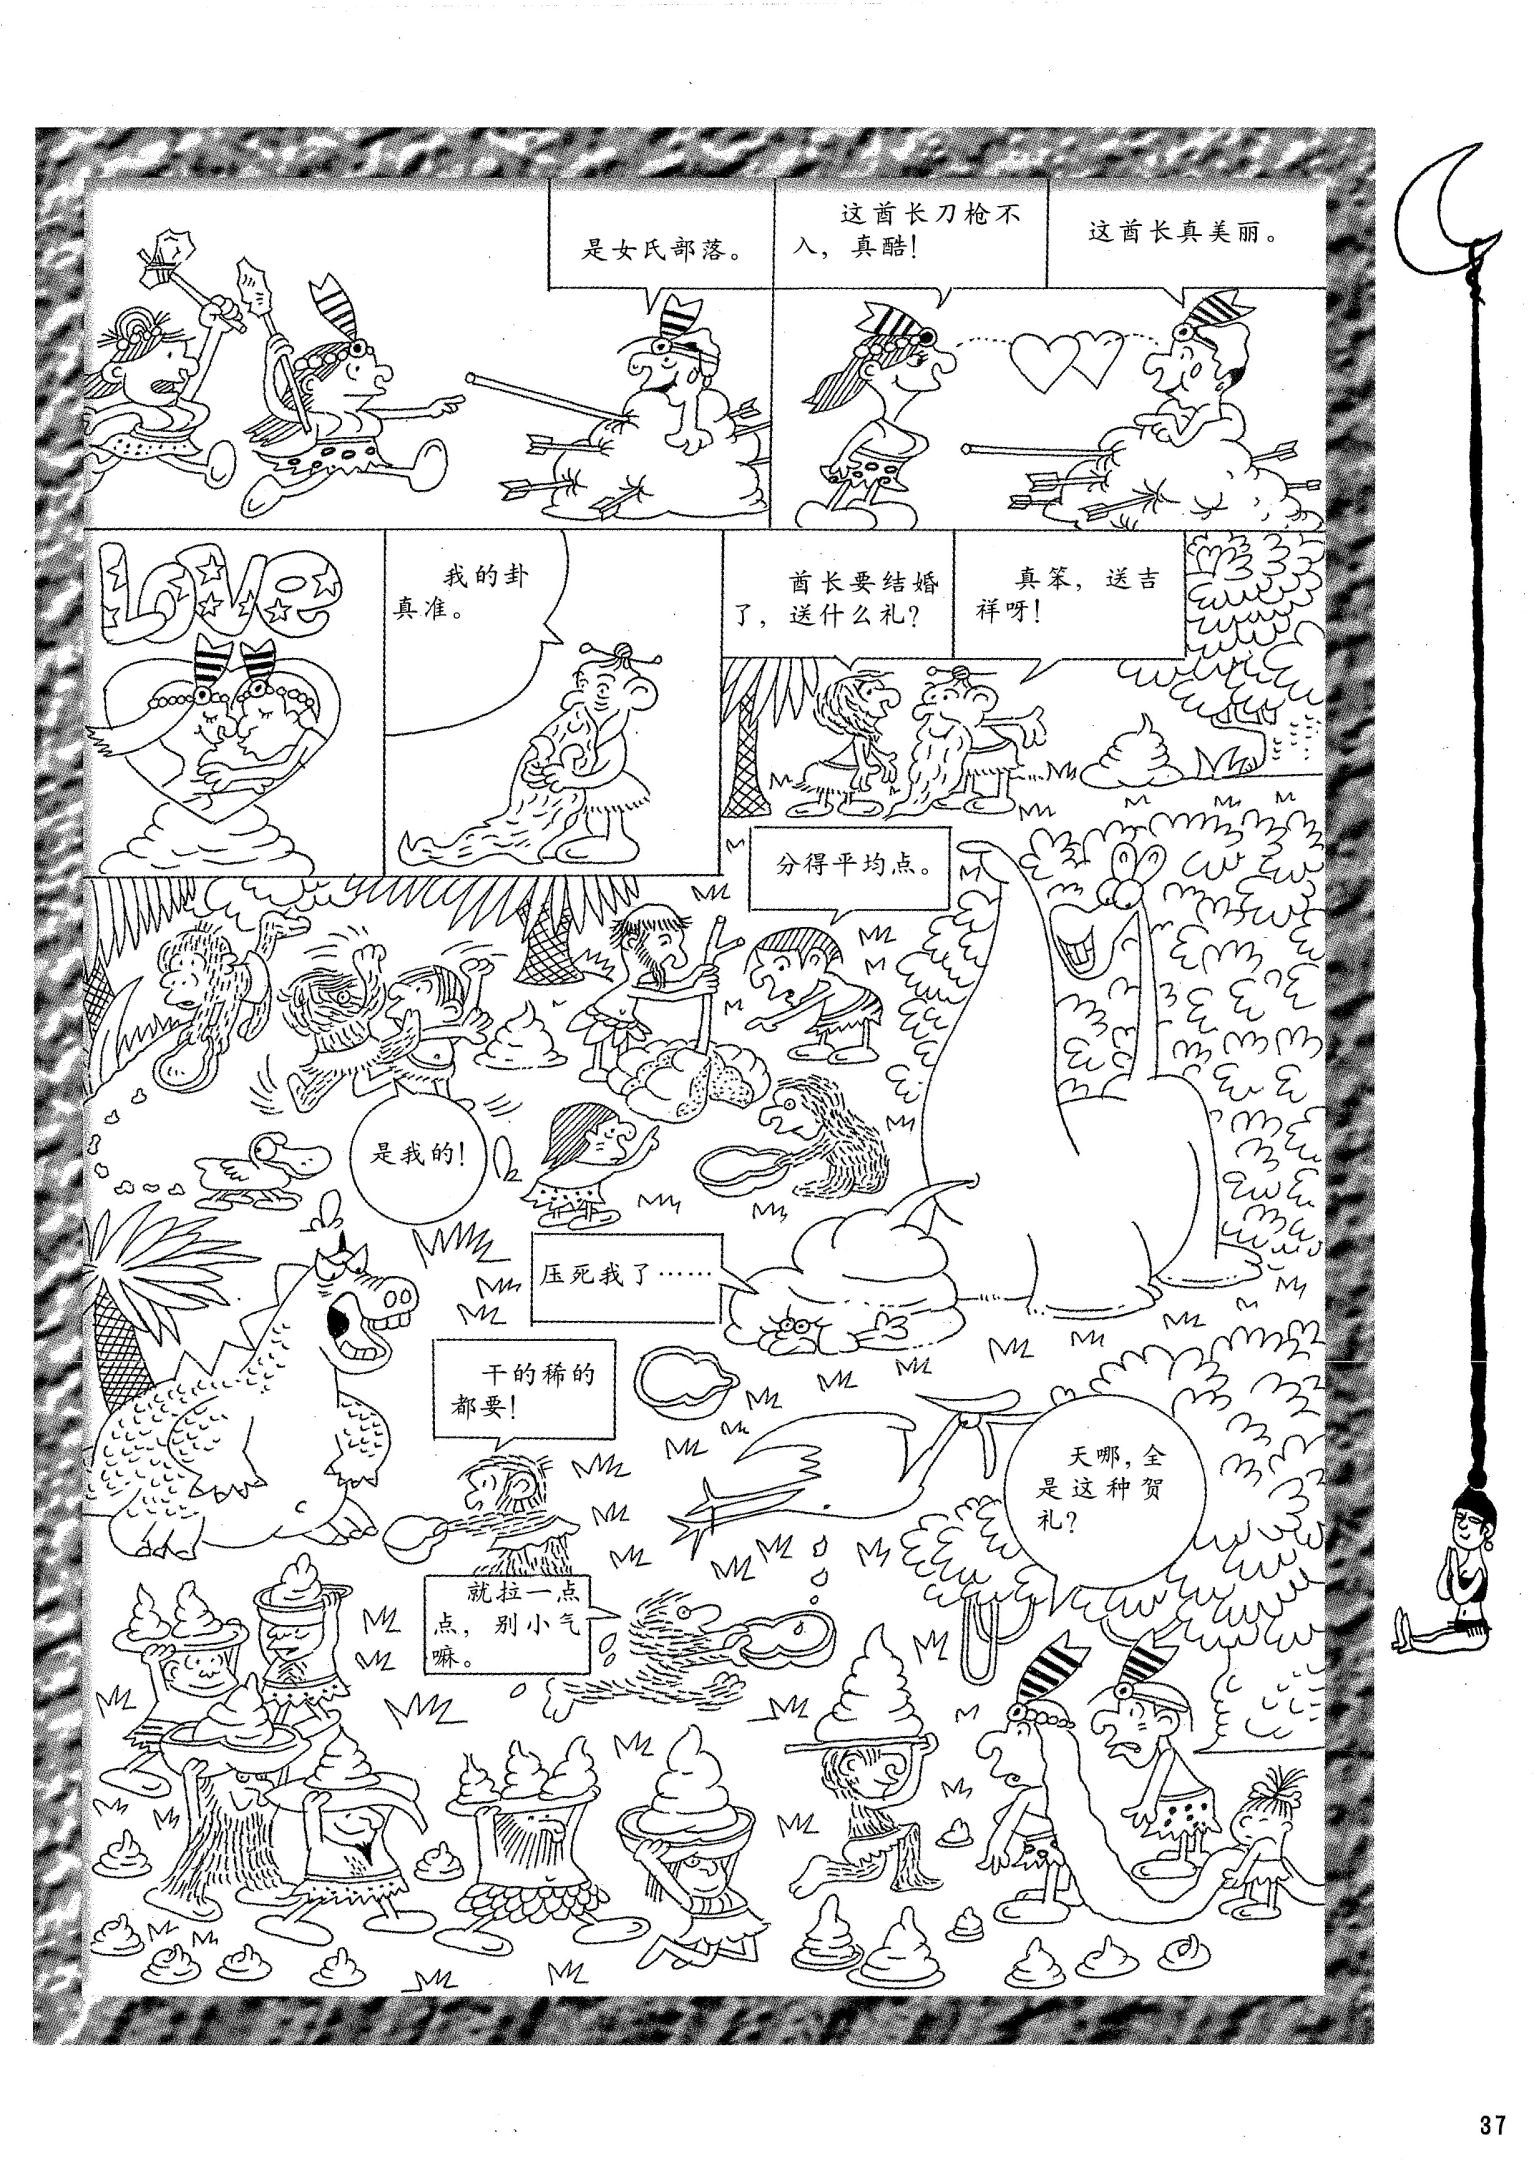 是女氏部落。
这酋长刀枪不
入，真酷！
这酋长真美丽。
LOVE
我的卦
真准。
酋长要结婚
了，送什么礼？
真笨，送吉
祥呀！
分得平均点。
是我的！
压死我了……
干的稀的
都要！
天哪，全
是这种贺
礼？
就拉一点
点，别小气
嘛。
37